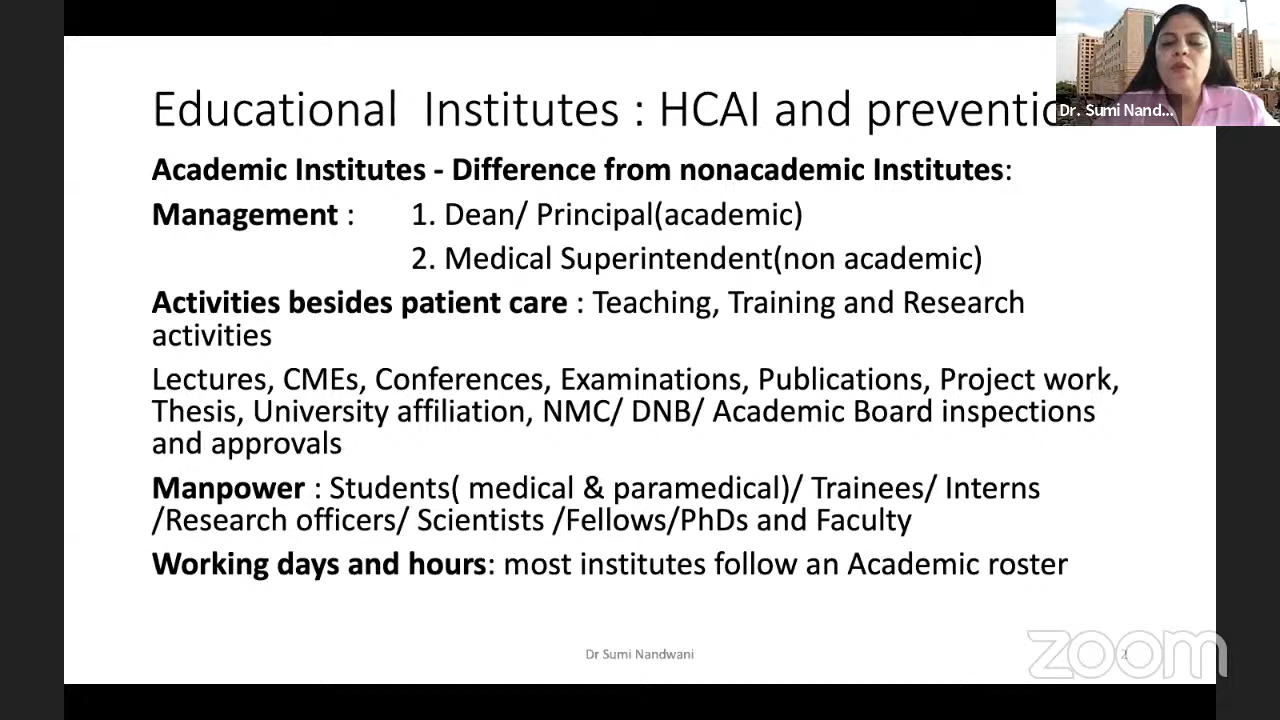 Educational Institutes : HCAI and preventio
Dr. Sumi Nand...
Academic Institutes - Difference from nonacademic Institutes:
Management : 1. Dean/ Principal(academic)
2. Medical Superintendent(non academic)
Activities besides patient care : Teaching, Training and Research
activities
Lectures, CMEs, Conferences, Examinations, Publications, Project work,
Thesis, University affiliation, NMC/ DNB/ Academic Board inspections
and approvals
Manpower : Students( medical & paramedical)/ Trainees/ Interns
/Research officers/ Scientists /Fellows/PhDs and Faculty
Working days and hours: most institutes follow an Academic roster
Dr Sumi Nandwani
2
zoom